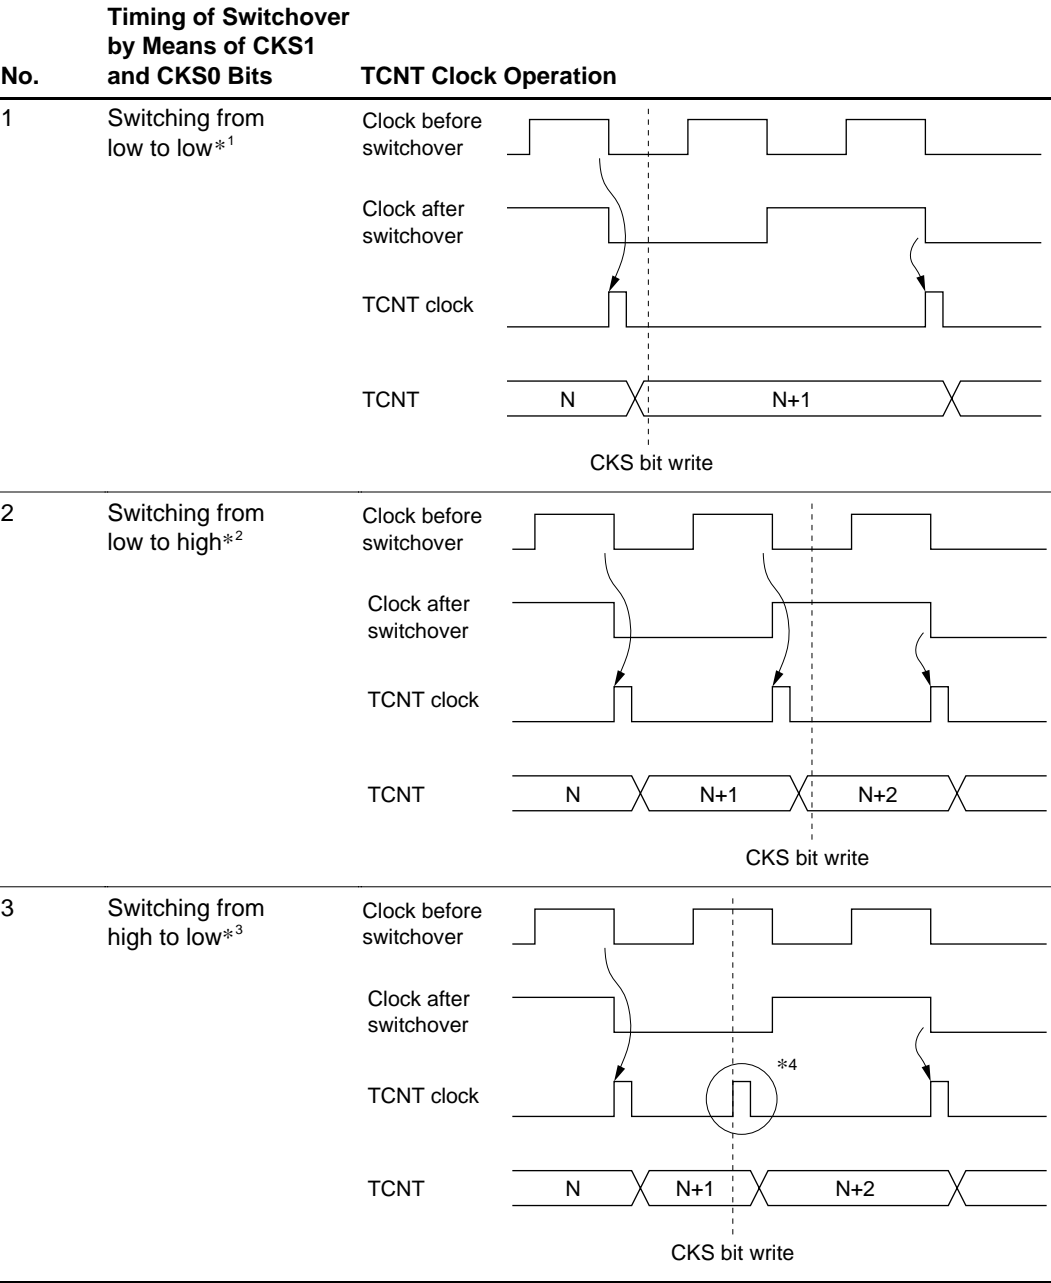 No.
Timing of Switchover
by Means of CKS1
and CKS0 Bits
TCNT Clock Operation
1
Switching from
low to low*1
Clock before
switchover
Clock after
switchover
TCNT clock
TCNT
N
N+1
CKS bit write
2
Switching from
low to high*2
Clock before
switchover
Clock after
switchover
TCNT clock
TCNT
N
N+1
N+2
CKS bit write
3
Switching from
high to low*3
Clock before
switchover
Clock after
switchover
*4
TCNT clock
TCNT
N
N+1
N+2
CKS bit write